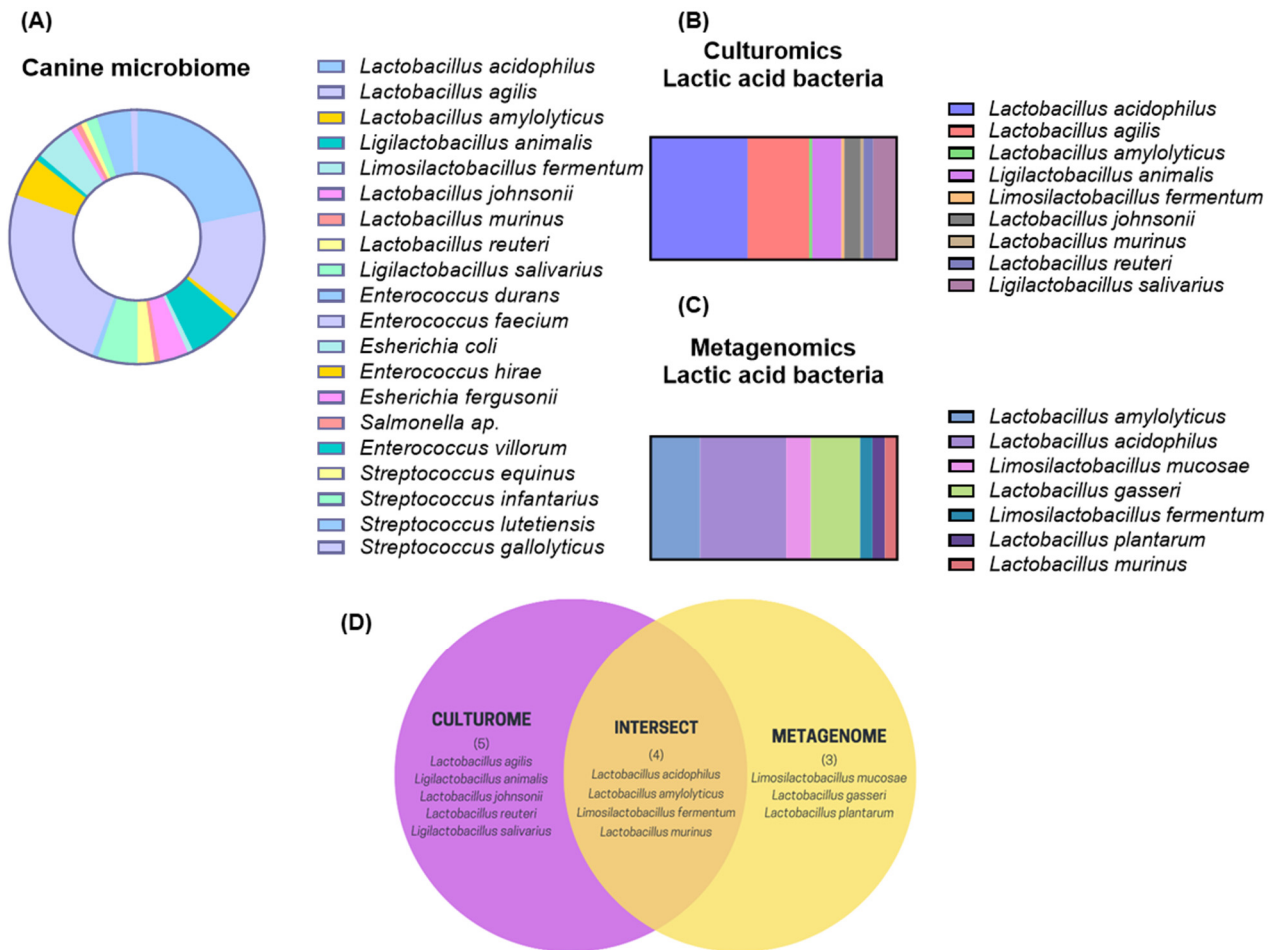 (A)
Canine microbiome
Lactobacillus acidophilus
Lactobacillus agilis
Lactobacillus amylolyticus
Ligilactobacillus animalis
Limosilactobacillus fermentum
Lactobacillus johnsonii
Lactobacillus murinus
Lactobacillus reuteri
Ligilactobacillus salivarius
Enterococcus durans
Enterococcus faecium
Esherichia coli
Enterococcus hirae
Esherichia fergusonii
Salmonella ap.
Enterococcus villorum
Streptococcus equinus
Streptococcus infantarius
Streptococcus lutetiensis
Streptococcus gallolyticus
(B)
Culturomics
Lactic acid bacteria
Lactobacillus acidophilus
Lactobacillus agilis
Lactobacillus amylolyticus
Ligilactobacillus animalis
Limosilactobacillus fermentum
Lactobacillus johnsonii
Lactobacillus murinus
Lactobacillus reuteri
Ligilactobacillus salivarius
(C)
Metagenomics
Lactic acid bacteria
Lactobacillus amylolyticus
Lactobacillus acidophilus
Limosilactobacillus mucosae
Lactobacillus gasseri
Limosilactobacillus fermentum
Lactobacillus plantarum
Lactobacillus murinus
(D)
CULTUROME
(5)
Lactobacillus agilis
Ligilactobacillus animalis
Lactobacillus johnsonii
Lactobacillus reuteri
Ligilactobacillus salivarius
INTERSECT
(4)
Lactobacillus acidophilus
Lactobacillus amylolyticus
Limosilactobacillus fermentum
Lactobacillus murinus
METAGENOME
(3)
Limosilactobacillus mucosae
Lactobacillus gasseri
Lactobacillus plantarum